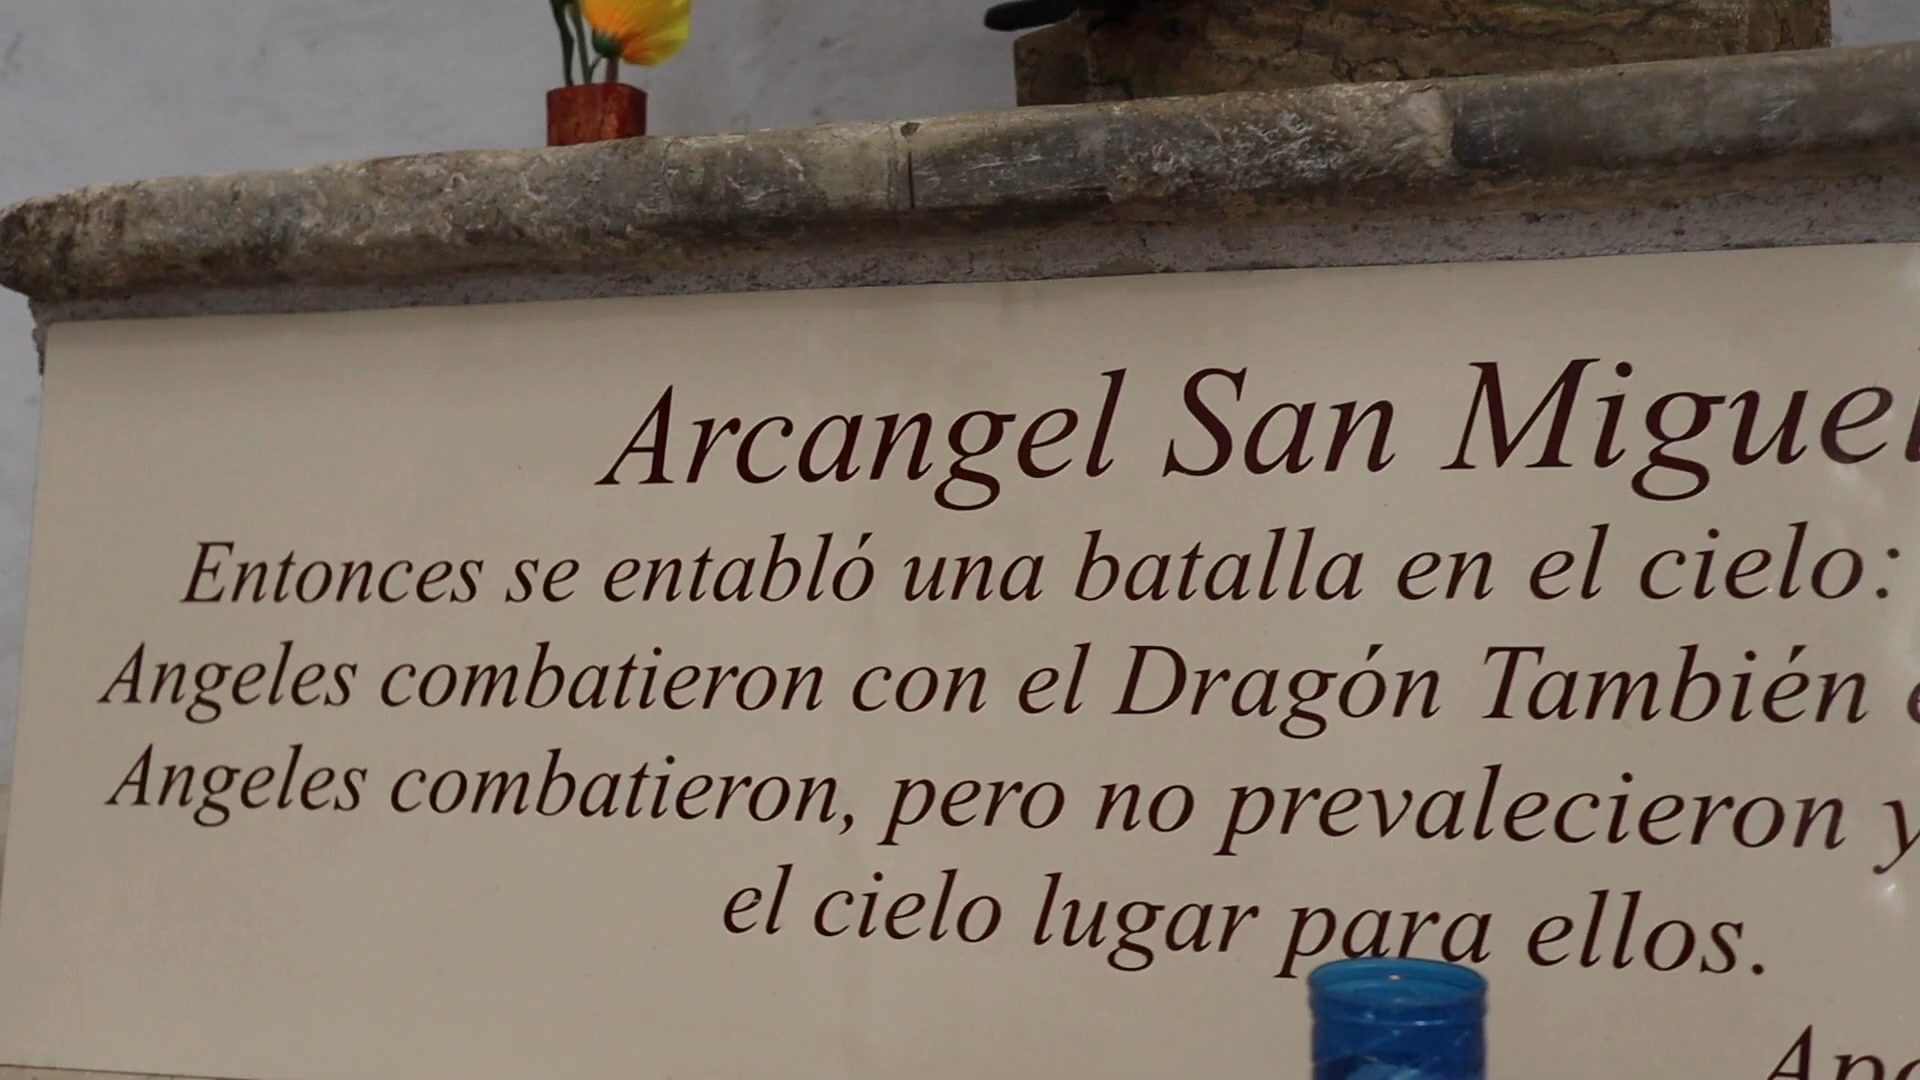 Arcangel San Miguel
Entonces se entabló una batalla en el cielo:
Angeles combatieron con el Dragón También
Angeles combatieron, pero no prevalecieron y
el cielo lugar para ellos.